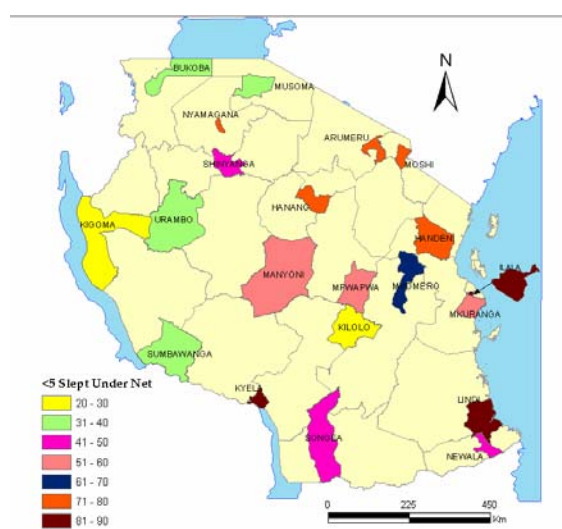 BUKOBA
MUSOMA
N
NYAMAGANA
ARUMERU
MOSHI
SHINYANGA
HANANG
KIGOMA
URAMBO
HANDENI
ILALA
MANYONI
MPWAPWA
MVOMERO
MKURANGA
KILOLO
SUMBAWANGA
<5 Slept Under Net
KYELA
LINDI
20 - 30
31 - 40
41 - 50
SONGEA
51 - 60
NEWALA
61 - 70
71 - 80
0 225 450
81 - 90
Km